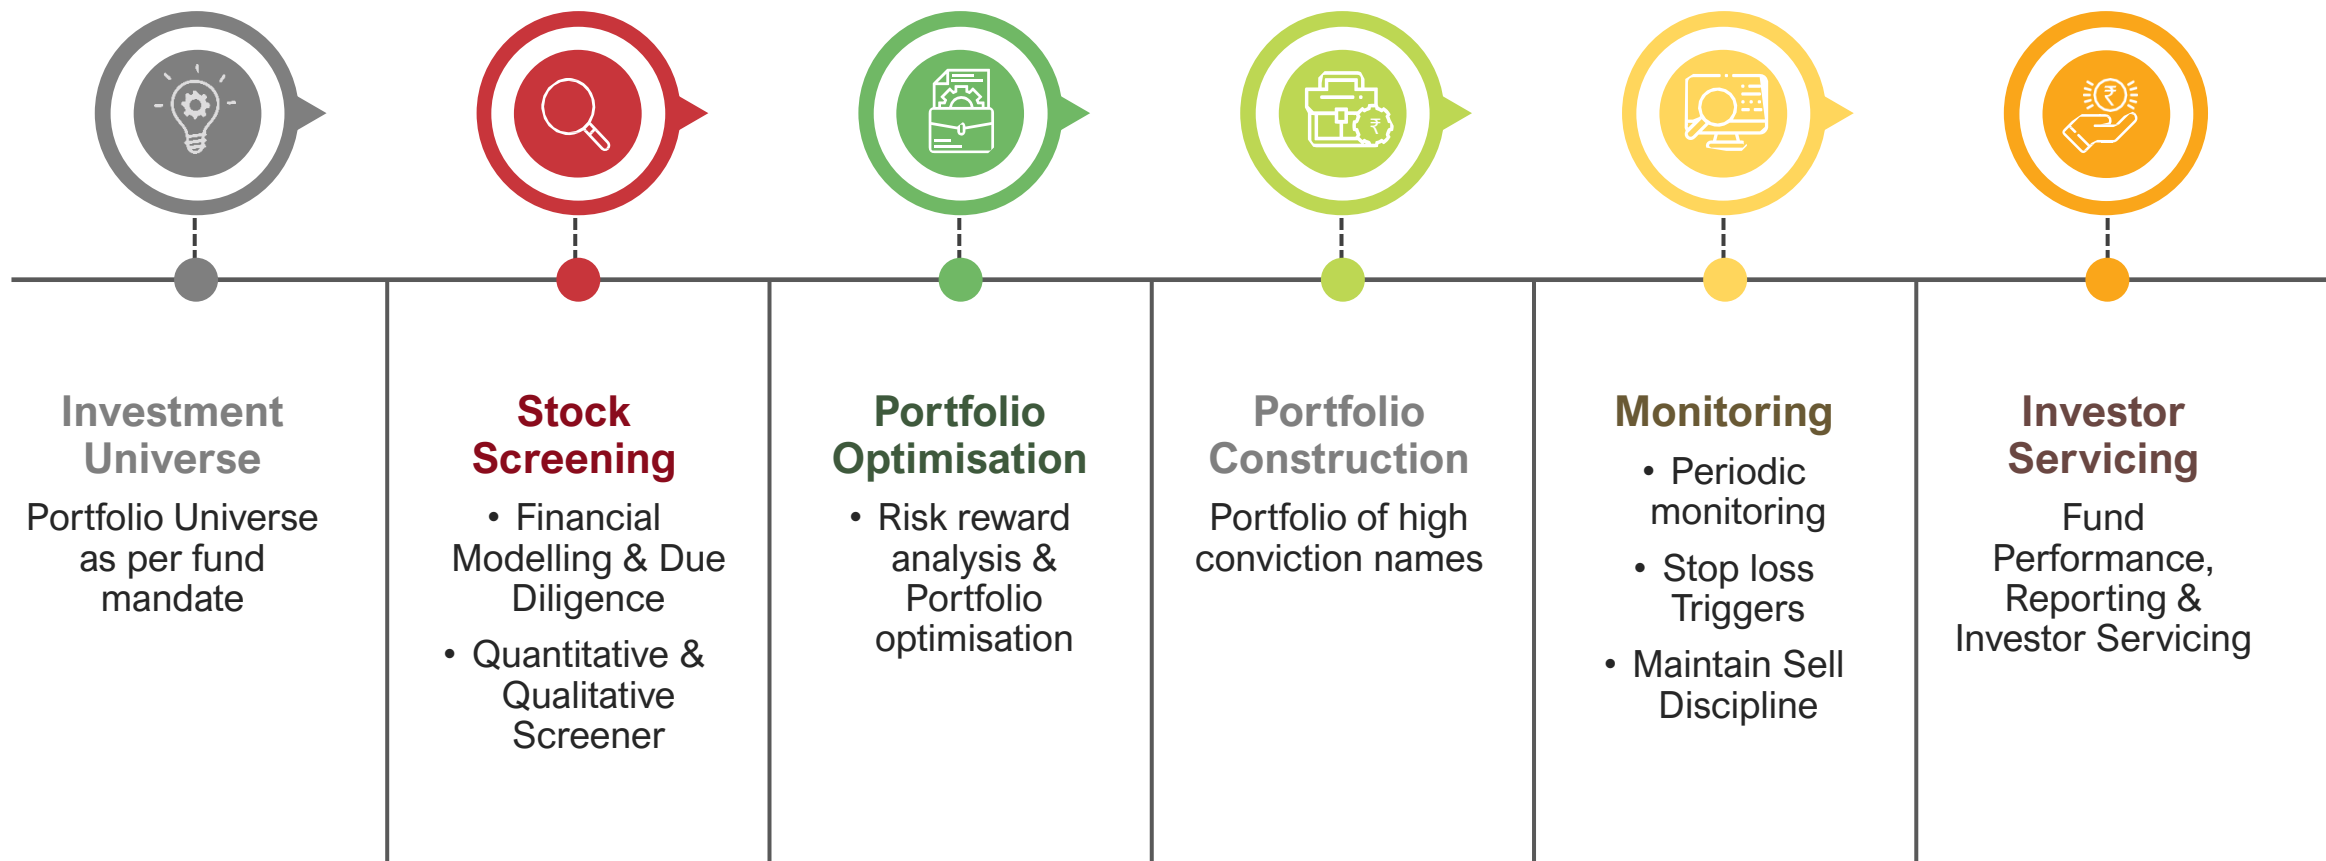 ₹
₹
Investment
Universe
Portfolio Universe
as per fund
mandate
Stock
Screening
• Financial
Modelling & Due
Diligence
• Quantitative &
Qualitative
Screener
Portfolio
Optimisation
• Risk reward
analysis &
Portfolio
optimisation
Portfolio
Construction
Portfolio of high
conviction names
Monitoring
• Periodic
monitoring
• Stop loss
Triggers
• Maintain Sell
Discipline
Investor
Servicing
Fund
Performance,
Reporting &
Investor Servicing